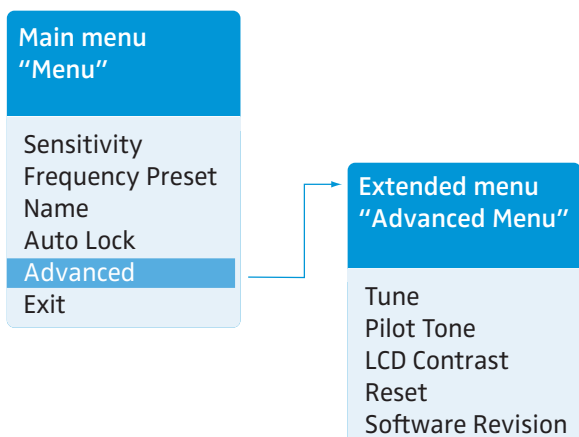 Main menu
“Menu”
Sensitivity
Frequency Preset
Name
Auto Lock
Advanced
Exit
Extended menu
“Advanced Menu”
Tune
Pilot Tone
LCD Contrast
Reset
Software Revision